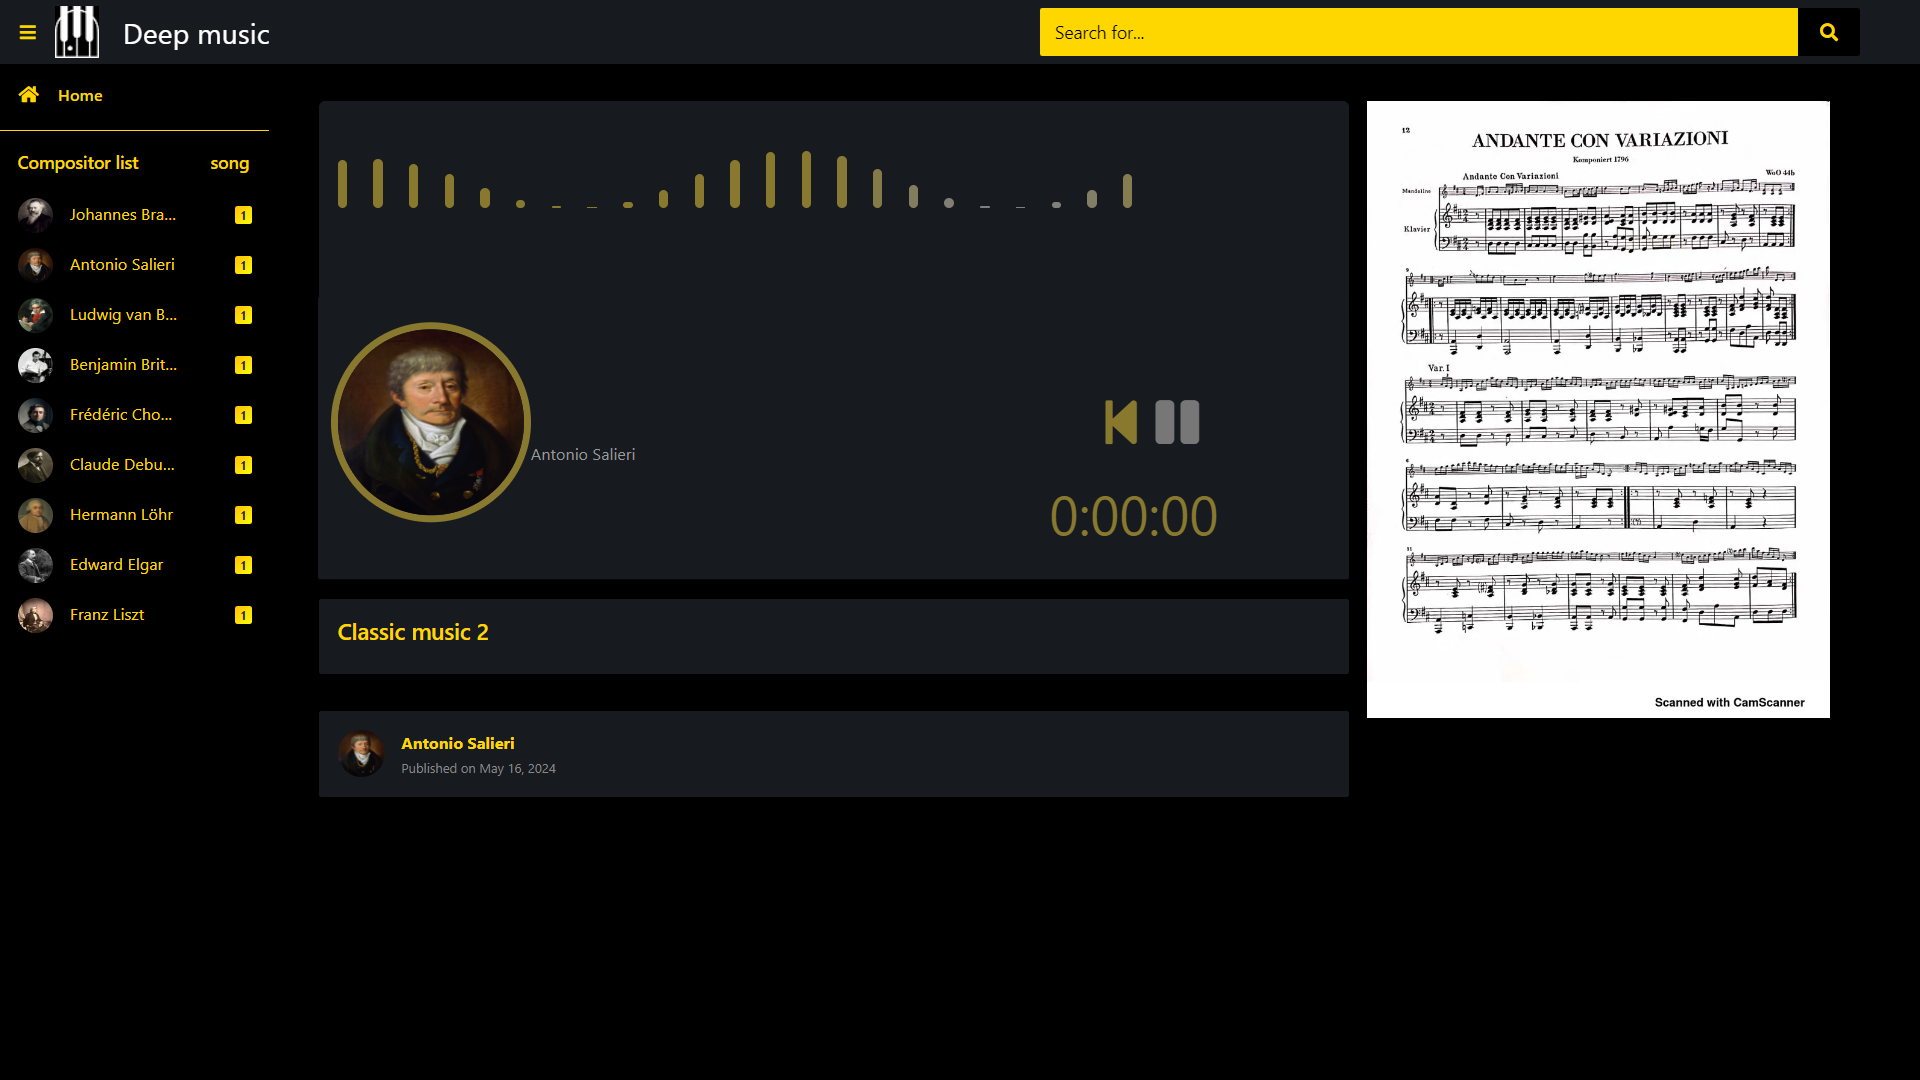 Deep music
Search for...
Home
Compositor list song
Johannes Bra... 1
Antonio Salieri 1
Ludwig van B... 1
Benjamin Brit... 1
Frédéric Cho... 1
Claude Debu... 1
Hermann Löhr 1
Edward Elgar 1
Franz Liszt 1
Antonio Salieri
0:00:00
Classic music 2
Antonio Salieri
Published on May 16, 2024
12
ANDANTE CON VARIAZIONI
Komponiert 1796
WoO 44b
Andante Con Variazioni
Mandoline
Klavier
9
Var. I
6
11
Scanned with CamScanner